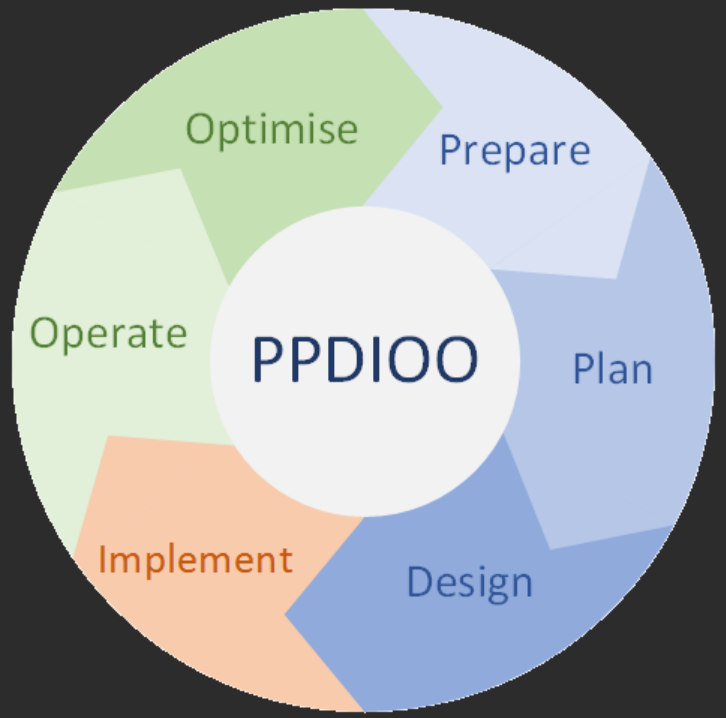 Optimise
Prepare
Operate
PPDIOO
Plan
Implement
Design